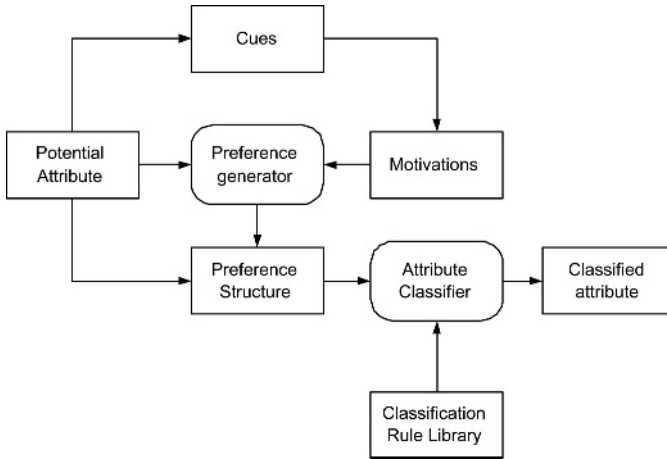 Cues
Potential
Attribute
Preference
generator
Motivations
Preference
Structure
Attribute
Classifier
Classified
attribute
Classification
Rule Library